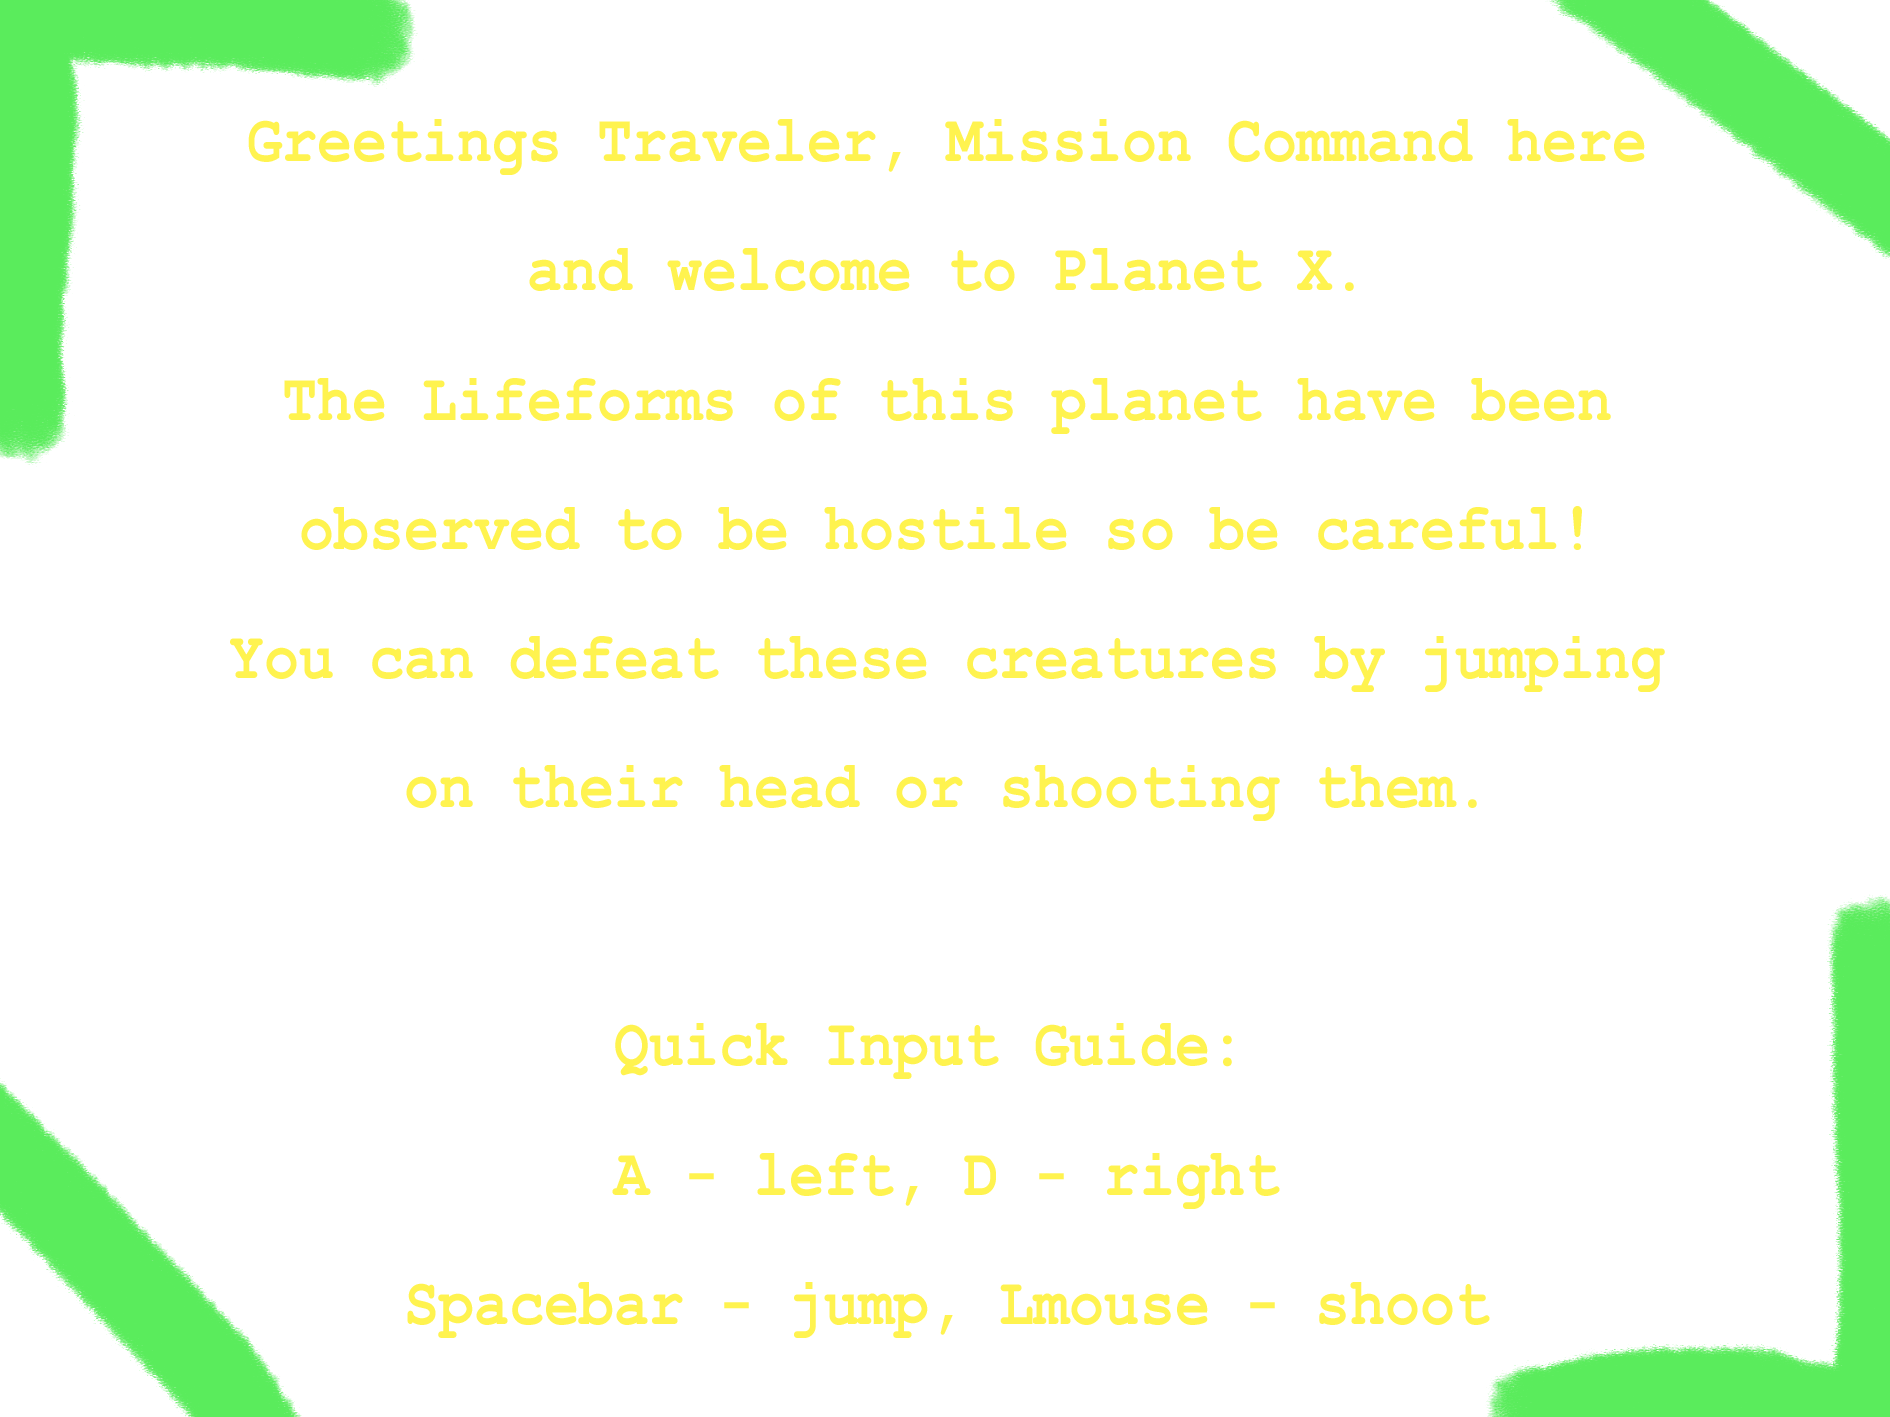 Greetings Traveler, Mission Command here
and welcome to Planet X.
The Lifeforms of this planet have been
observed to be hostile so be careful!
You can defeat these creatures by jumping
on their head or shooting them.
Quick Input Guide:
A - left, D - right
Spacebar - jump, Lmouse - shoot